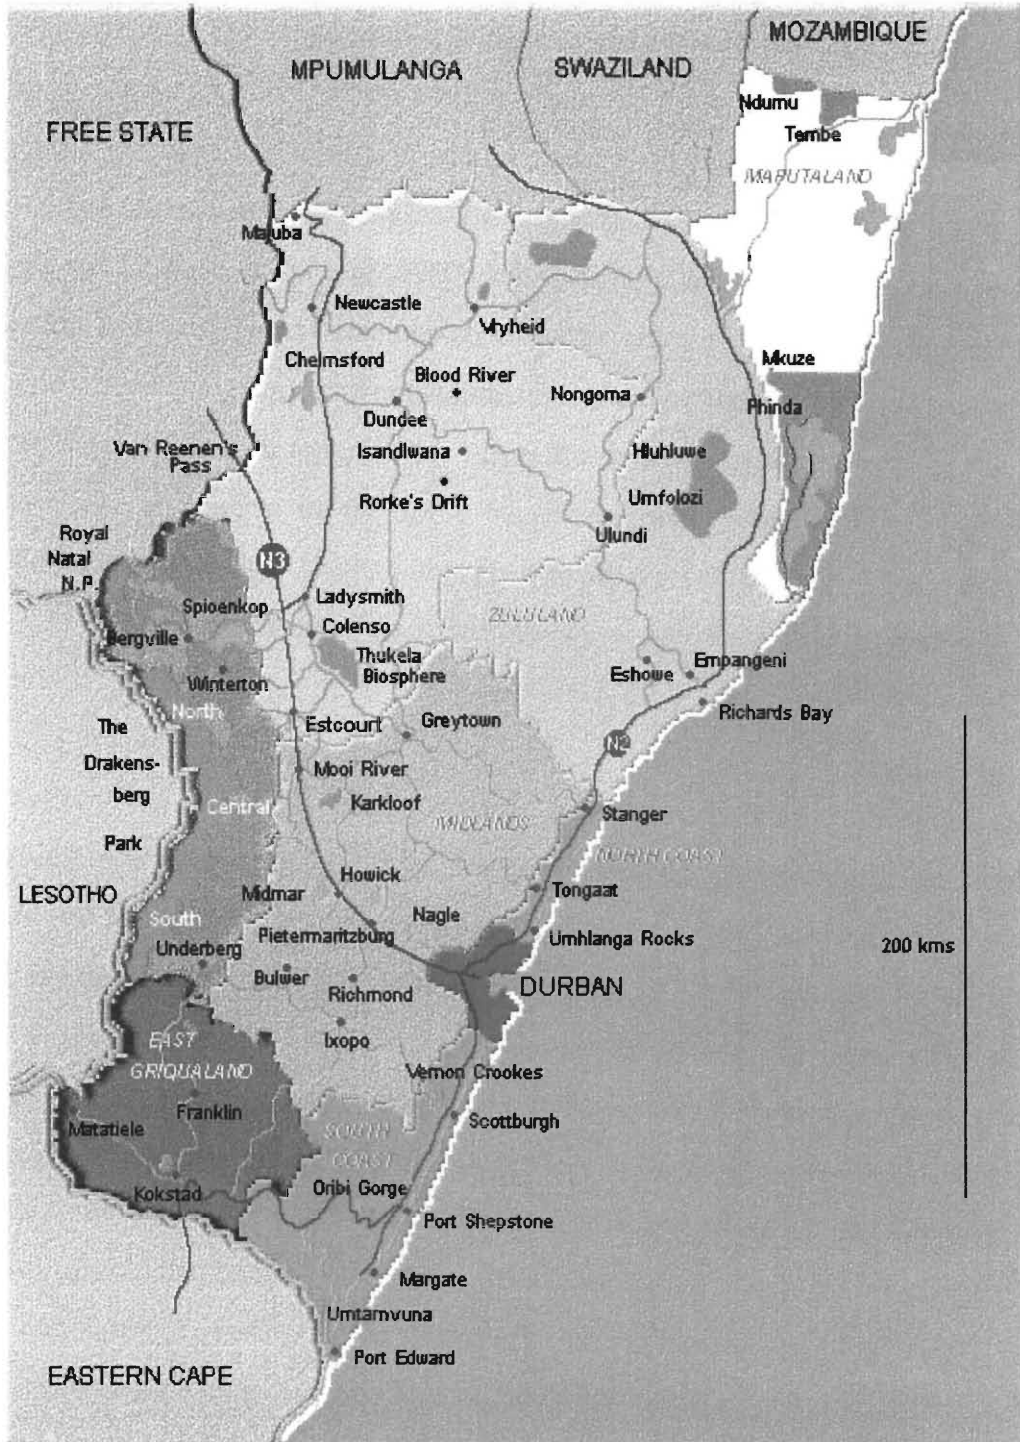 MOZAMBIQUE
MPUMULANGA
SWAZILAND
Ndumu
FREE STATE
Tembe
MAPUTALAND
Majuba
Newcastle
Vryheid
Chelmsford
Mkuze
Blood River
Nongoma
Phinda
Dundee
Van Reenen's
Pass
Isandlwana
Hluhluwe
Rorke's Drift
Umfolozi
Royal
Natal
N.P.
Ulundi
N3
Spioenkop
Ladysmith
ZULULAND
Colenso
Bergville
Thukela
Biosphere
Empangeni
Eshowe
Winterton
North
Estcourt
Greytown
Richards Bay
The
Drakens-
berg
Park
N2
Mooi River
Karkloof
Central
MIDLANDS
Stanger
NORTH COAST
LESOTHO
Midmar
Howick
Tongaat
South
Nagle
Pietermaritzburg
Umhlanga Rocks
200 kms
Underberg
Bulwer
Richmond
DURBAN
Ixopo
EAST
GRIQUALAND
Vernon Crookes
Franklin
Scottburgh
Matatiele
SOUTH
COAST
Kokstad
Oribi Gorge
Port Shepstone
Margate
Umtamvuna
Port Edward
EASTERN CAPE